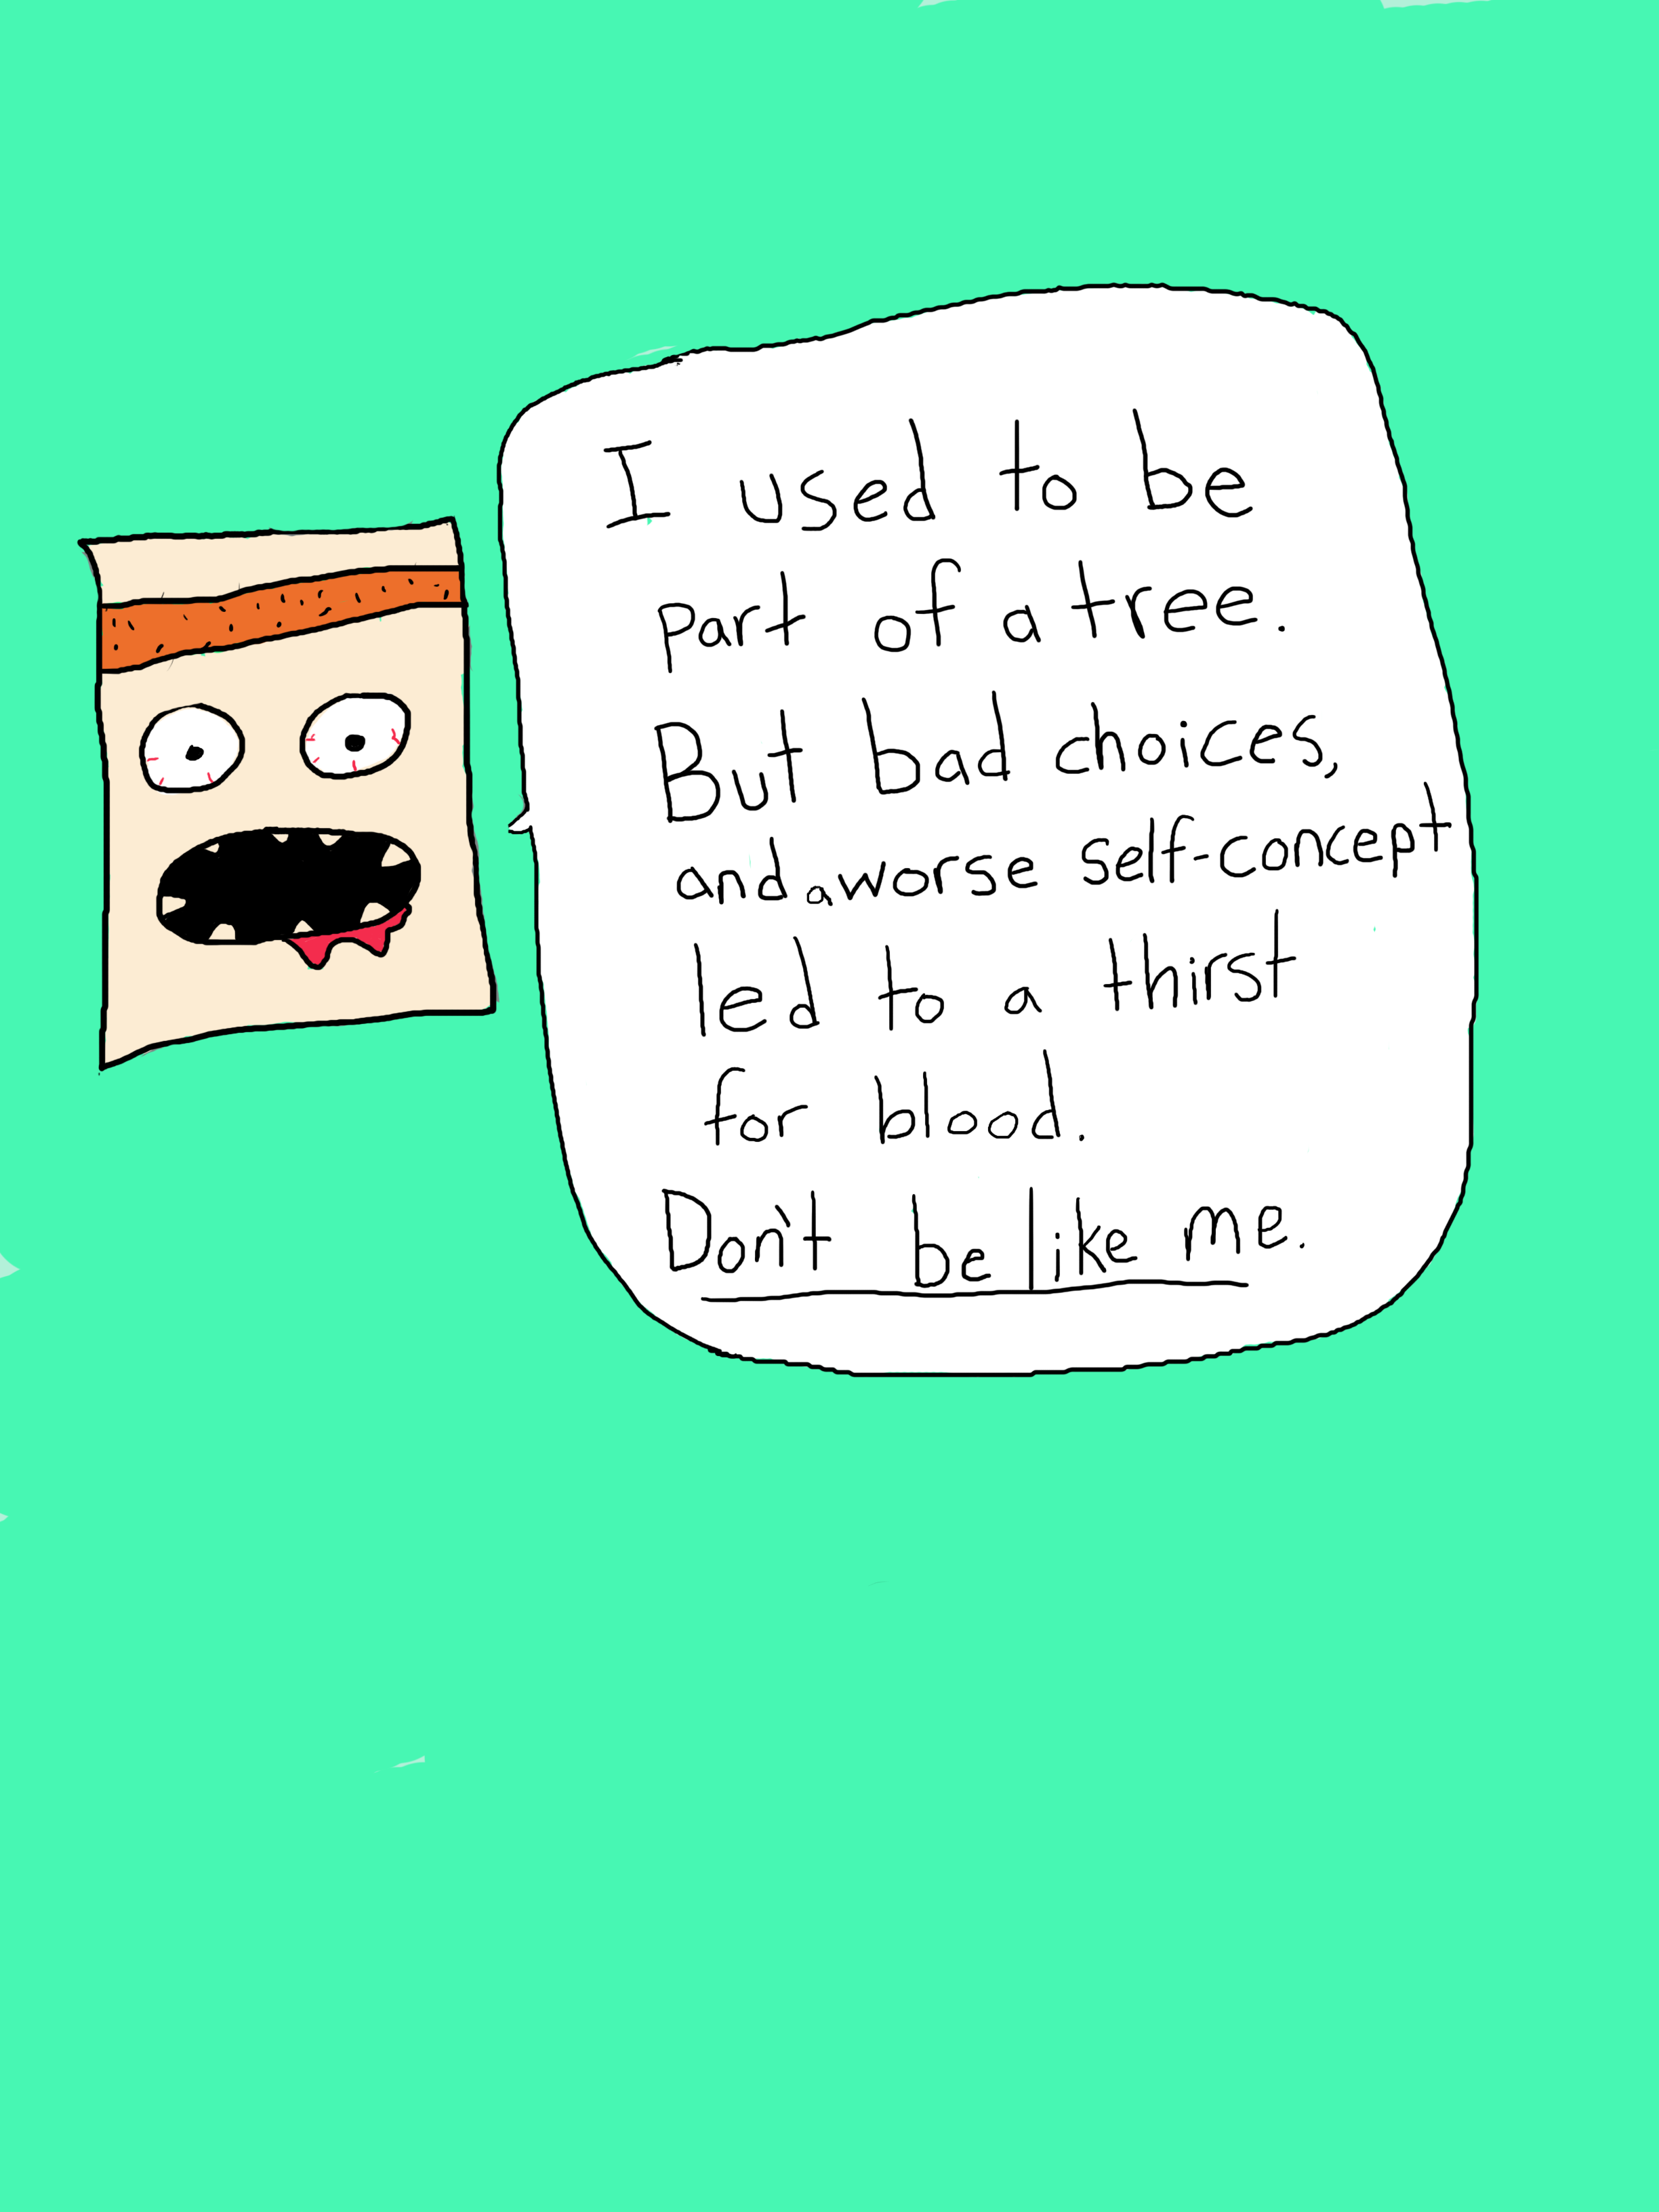 I used to be
part of a tree.
But bad choices,
and a worse self-concept
led to a thirst
for blood.
Don't be like me.